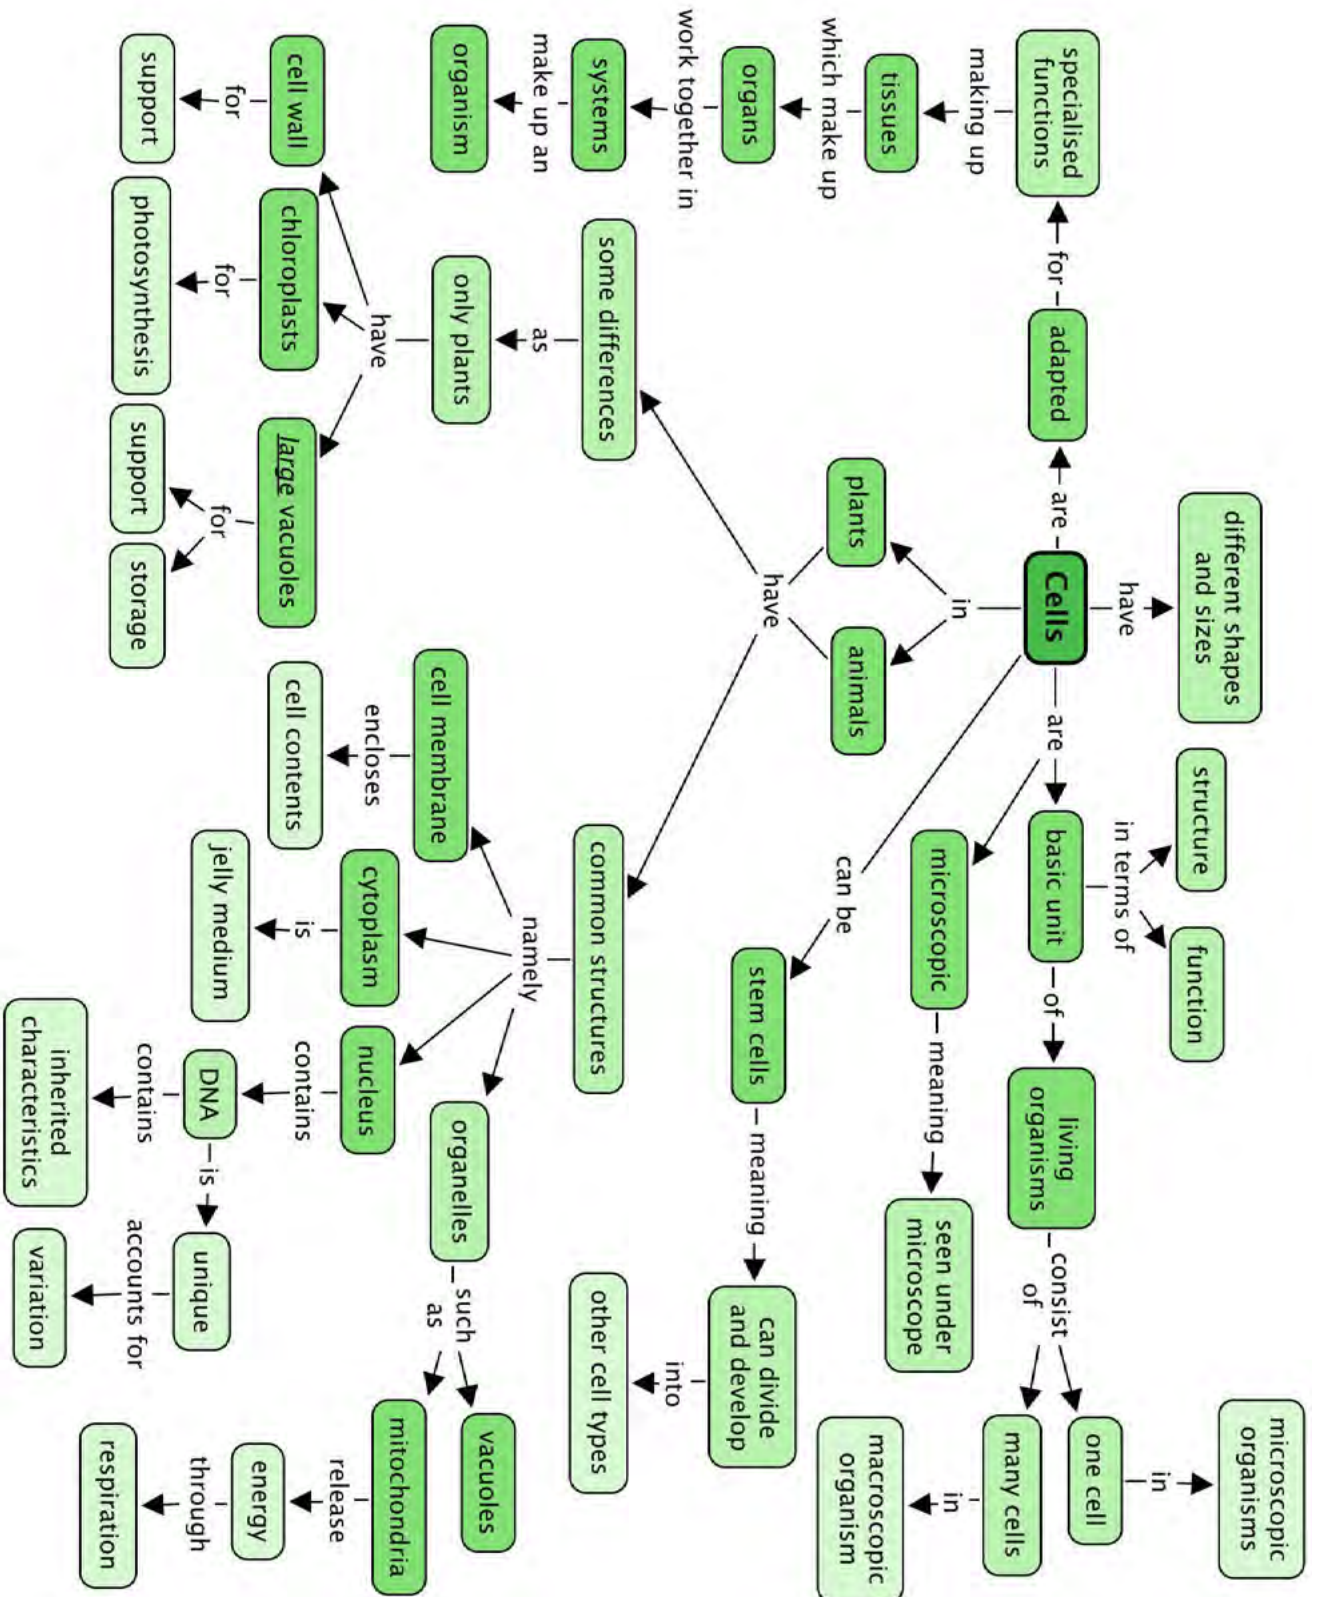 different shapes
and sizes
have
structure
function
in terms of
microscopic
organisms
in
specialised
functions
for
adapted
are
Cells
are
basic unit
of
living
organisms
consist
of
one cell
many cells
in
macroscopic
organism
making up
tissues
which make up
organs
work together in
systems
make up an
organism
in
plants
animals
have
microscopic
meaning
seen under
microscope
can be
stem cells
meaning
can divide
and develop
into
other cell types
some differences
as
only plants
have
cell wall
for
support
chloroplasts
for
photosynthesis
large vacuoles
for
support
storage
common structures
namely
cell membrane
encloses
cell contents
cytoplasm
is
jelly medium
nucleus
contains
DNA
contains
inherited
characteristics
is
unique
accounts for
variation
organelles
such
as
vacuoles
mitochondria
release
energy
through
respiration